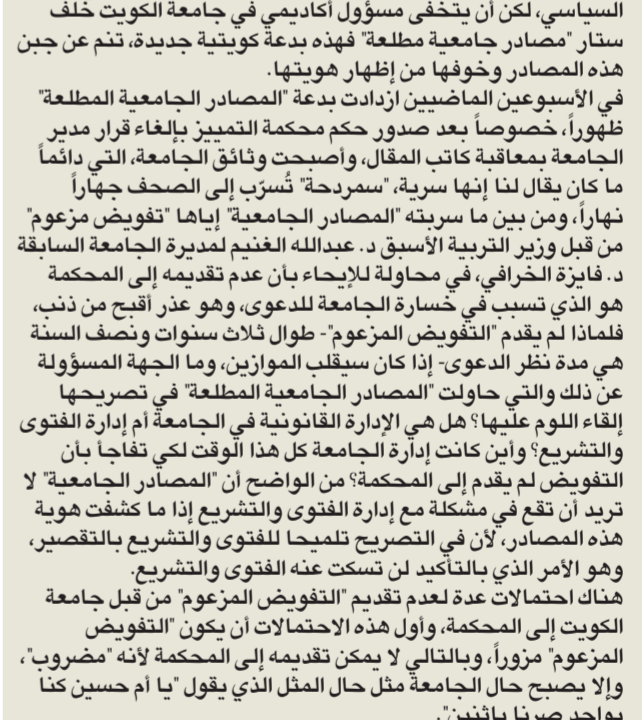 السياسي، لكن أن يتخفى مسؤول أكاديمي في جامعة الكويت خلف
ستار "مصادر جامعية مطلعة" فهذه بدعة كويتية جديدة، تنم عن جبن
هذه المصادر وخوفها من إظهار هويتها.
في الأسبوعين الماضيين ازدادت بدعة "المصادر الجامعية المطلعة"
ظهوراً، خصوصاً بعد صدور حكم محكمة التمييز بإلغاء قرار مدير
الجامعة بمعاقبة كاتب المقال، وأصبحت وثائق الجامعة، التي دائماً
ما كان يقال لنا إنها سرية، "سمردحة" تُسرّب إلى الصحف جهاراً
نهاراً، ومن بين ما سربته "المصادر الجامعية" إياها "تفويض مزعوم"
من قبل وزير التربية الأسبق د. عبدالله الغنيم لمديرة الجامعة السابقة
د. فايزة الخرافي، في محاولة للإيحاء بأن عدم تقديمه إلى المحكمة
هو الذي تسبب في خسارة الجامعة للدعوى، وهو عذر أقبح من ذنب،
فلماذا لم يقدم "التفويض المزعوم"- طوال ثلاث سنوات ونصف السنة
هي مدة نظر الدعوى- إذا كان سيقلب الموازين، وما الجهة المسؤولة
عن ذلك والتي حاولت "المصادر الجامعية المطلعة" في تصريحها
إلقاء اللوم عليها؟ هل هي الإدارة القانونية في الجامعة أم إدارة الفتوى
والتشريع؟ وأين كانت إدارة الجامعة كل هذا الوقت لكي تفاجأ بأن
التفويض لم يقدم إلى المحكمة؟ من الواضح أن "المصادر الجامعية" لا
تريد أن تقع في مشكلة مع إدارة الفتوى والتشريع إذا ما كشفت هوية
هذه المصادر، لأن في التصريح تلميحا للفتوى والتشريع بالتقصير،
وهو الأمر الذي بالتأكيد لن تسكت عنه الفتوى والتشريع.
هناك احتمالات عدة لعدم تقديم "التفويض المزعوم" من قبل جامعة
الكويت إلى المحكمة، وأول هذه الاحتمالات أن يكون "التفويض
المزعوم" مزوراً، وبالتالي لا يمكن تقديمه إلى المحكمة لأنه "مضروب"،
وإلا يصبح حال الجامعة مثل حال المثل الذي يقول "يا أم حسين كنا
بواحد صرنا باثنين".